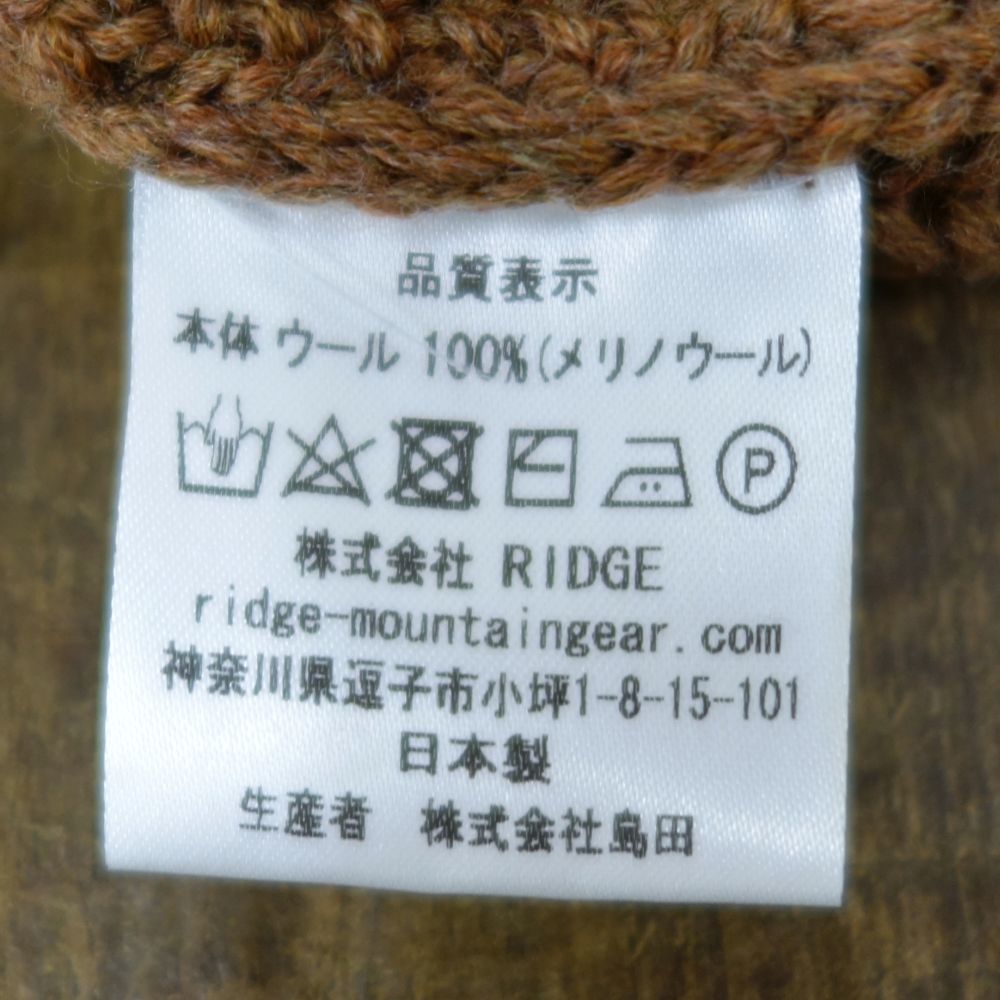 品質表示
本体 ウール 100%(メリノウール)
P
株式会社 RIDGE
ridge-mountaingear.com
神奈川県逗子市小坪1-8-15-101
日本製
生産者 株式会社島田